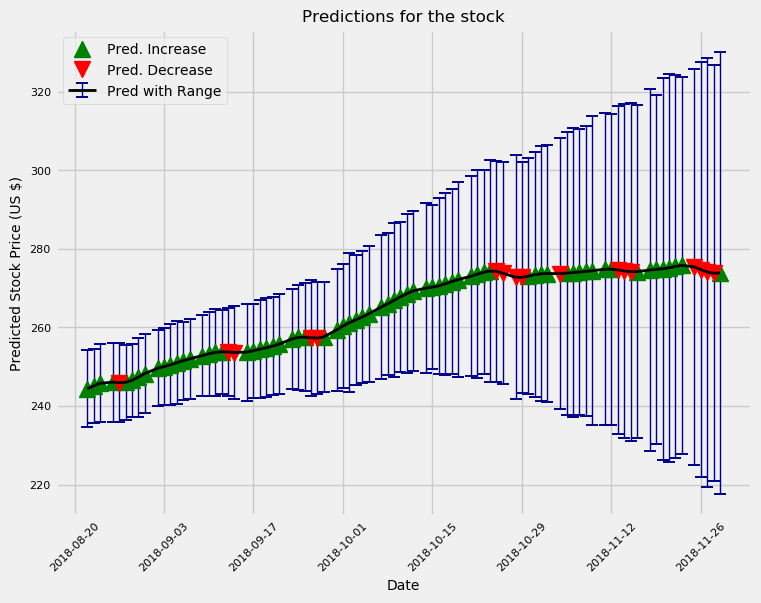 Predictions for the stock
Pred. Increase
Pred. Decrease
Pred with Range
Predicted Stock Price (US $)
320
300
280
260
240
220
2018-08-20
2018-09-03
2018-09-17
2018-10-01
2018-10-15
2018-10-29
2018-11-12
2018-11-26
Date